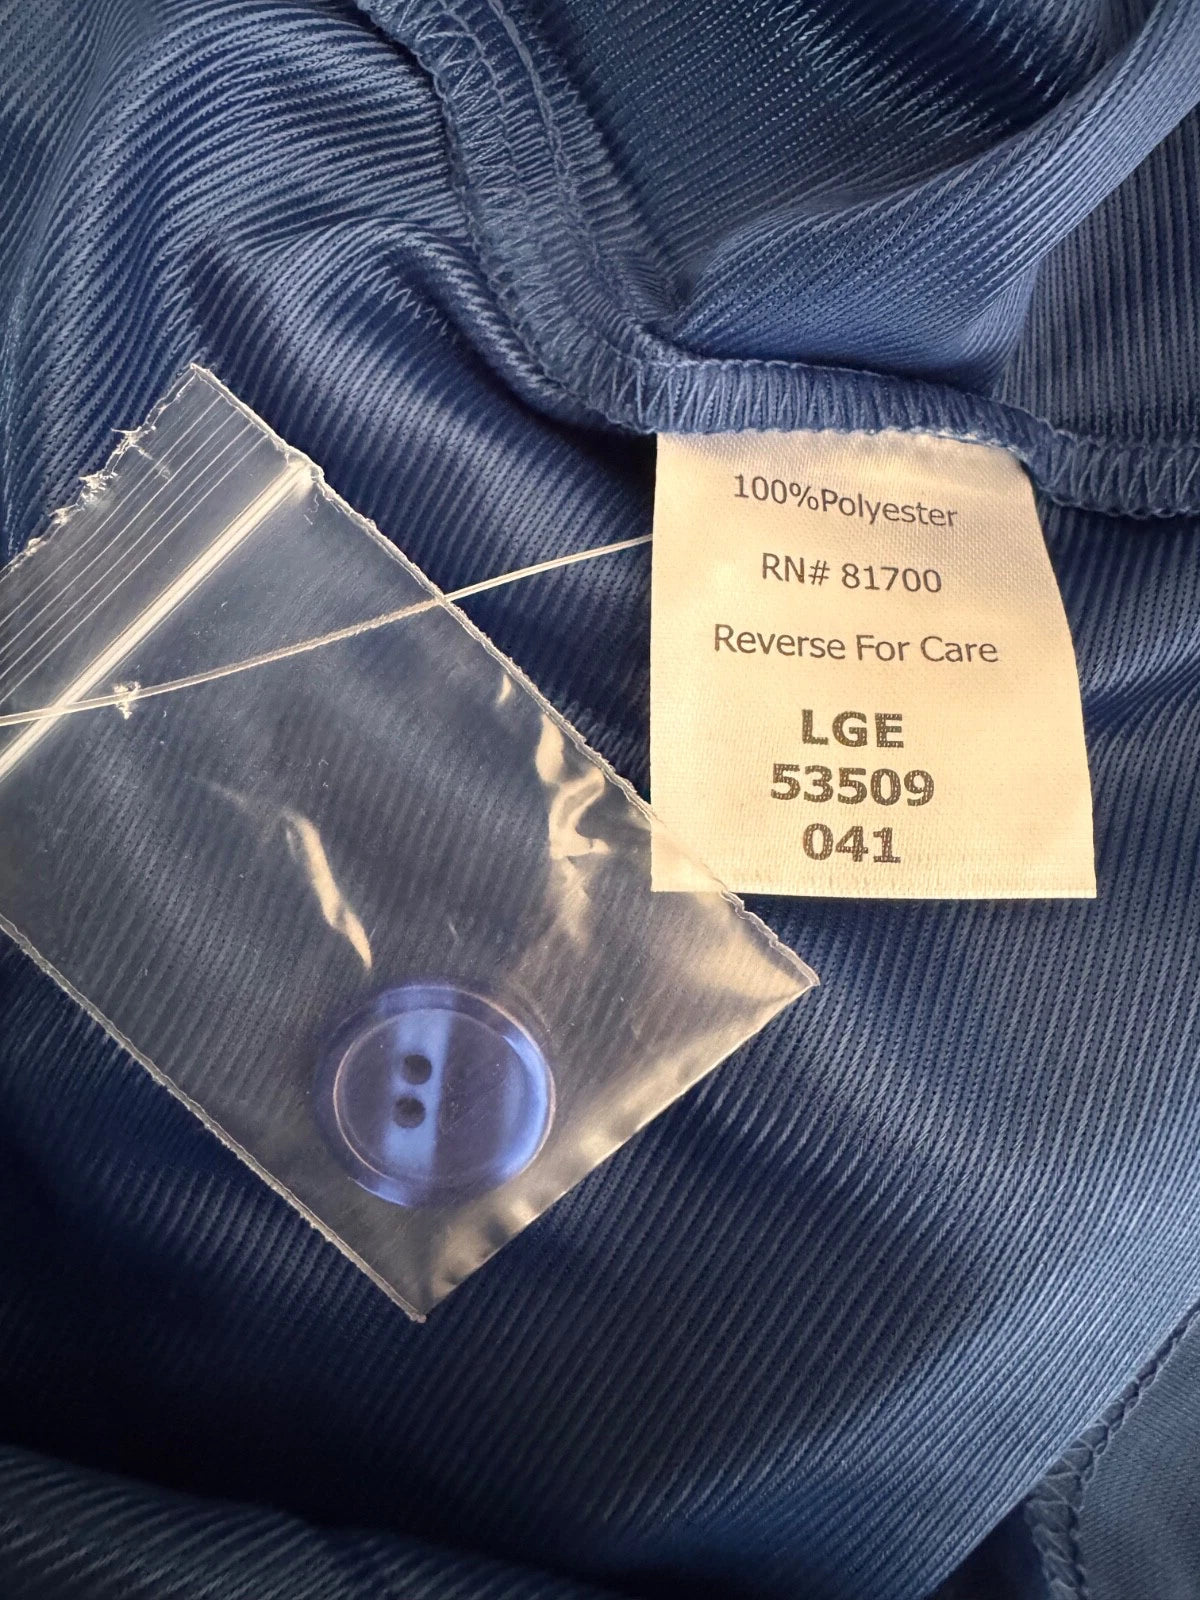 100%Polyester
RN# 81700
Reverse For Care
LGE
53509
041